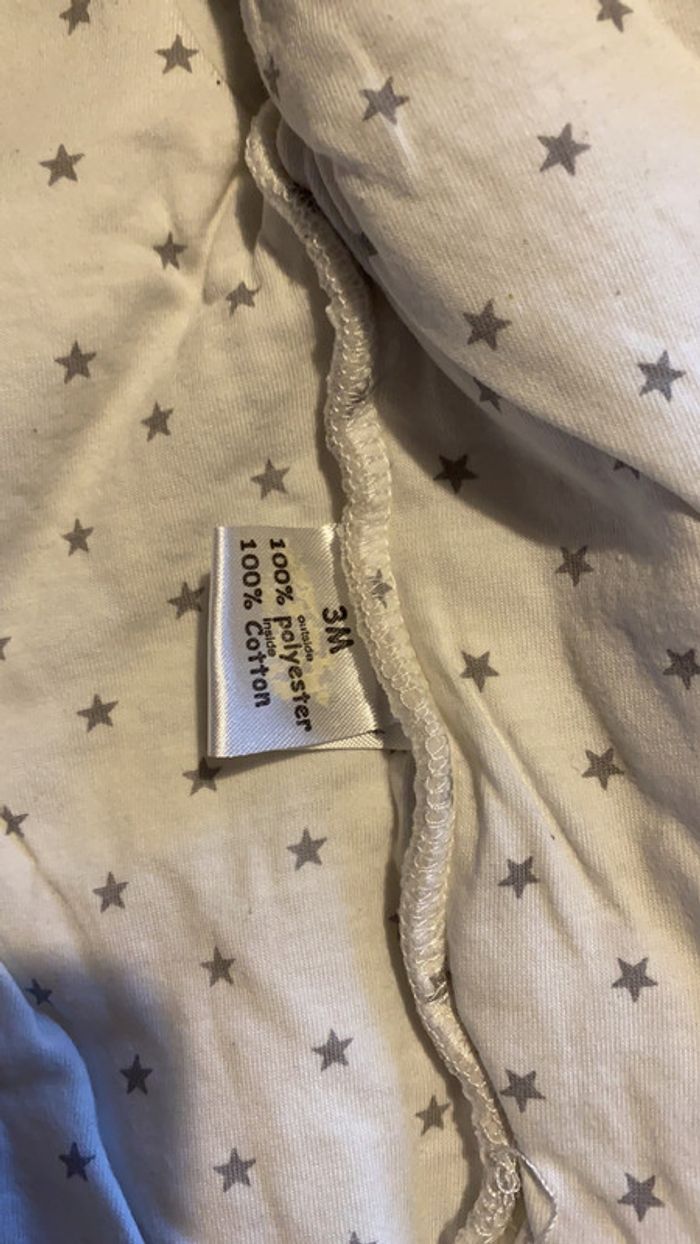 3M
outside
100% polyester
inside
100% Cotton